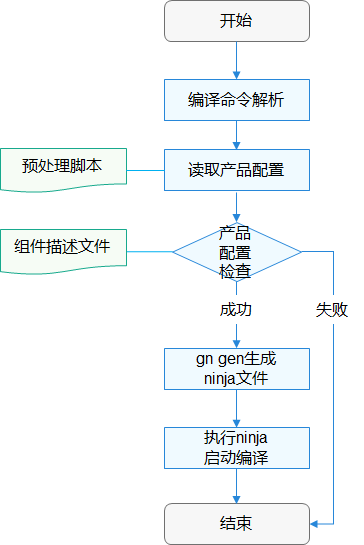 开始
编译命令解析
预处理脚本
读取产品配置
组件描述文件
产品
配置
检查
成功
失败
gn gen生成
ninja文件
执行ninja
启动编译
结束